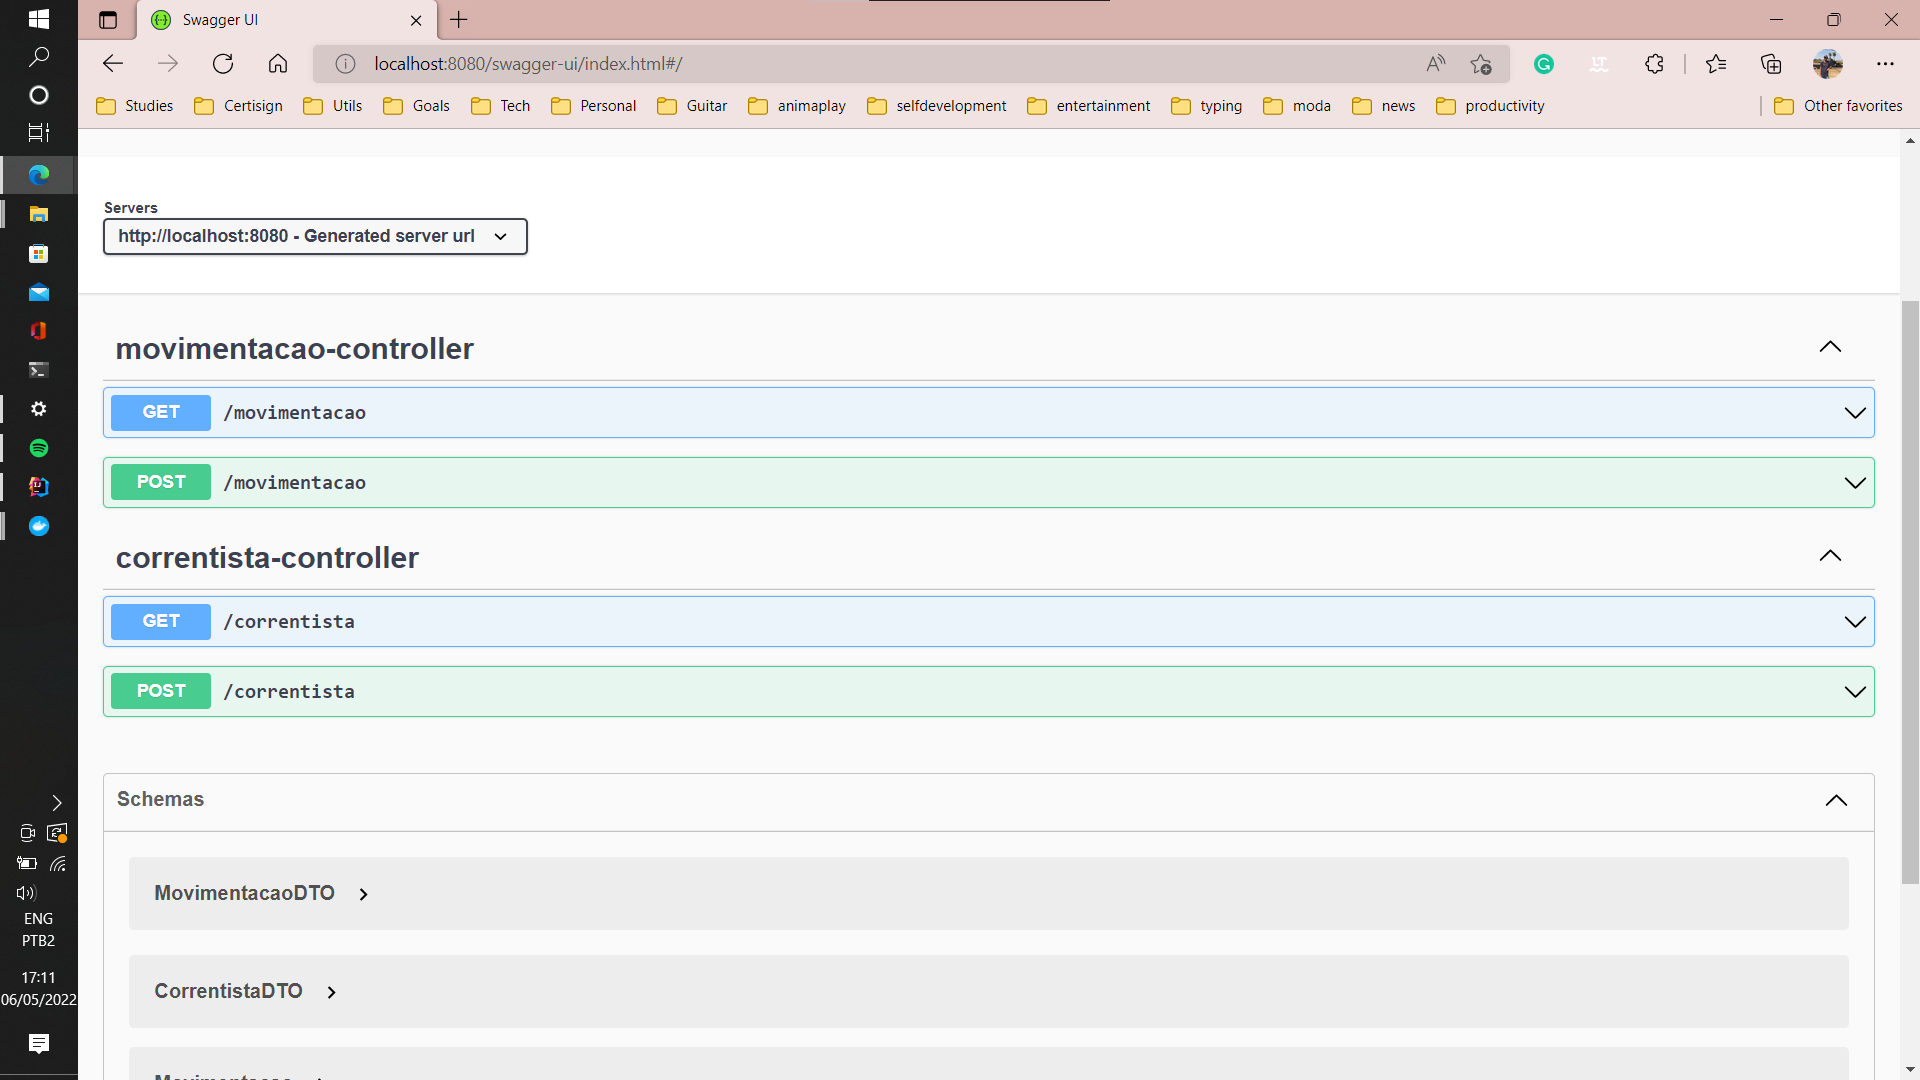 Swagger UI
localhost:8080/swagger-ui/index.html#/
Studies Certisign Utils Goals Tech Personal Guitar animaplay selfdevelopment entertainment typing moda news productivity Other favorites
Servers
http://localhost:8080 - Generated server url
movimentacao-controller
GET /movimentacao
POST /movimentacao
correntista-controller
GET /correntista
POST /correntista
Schemas
MovimentacaoDTO
CorrentistaDTO
Movimentacao
ENG
PTB2
17:11
06/05/2022